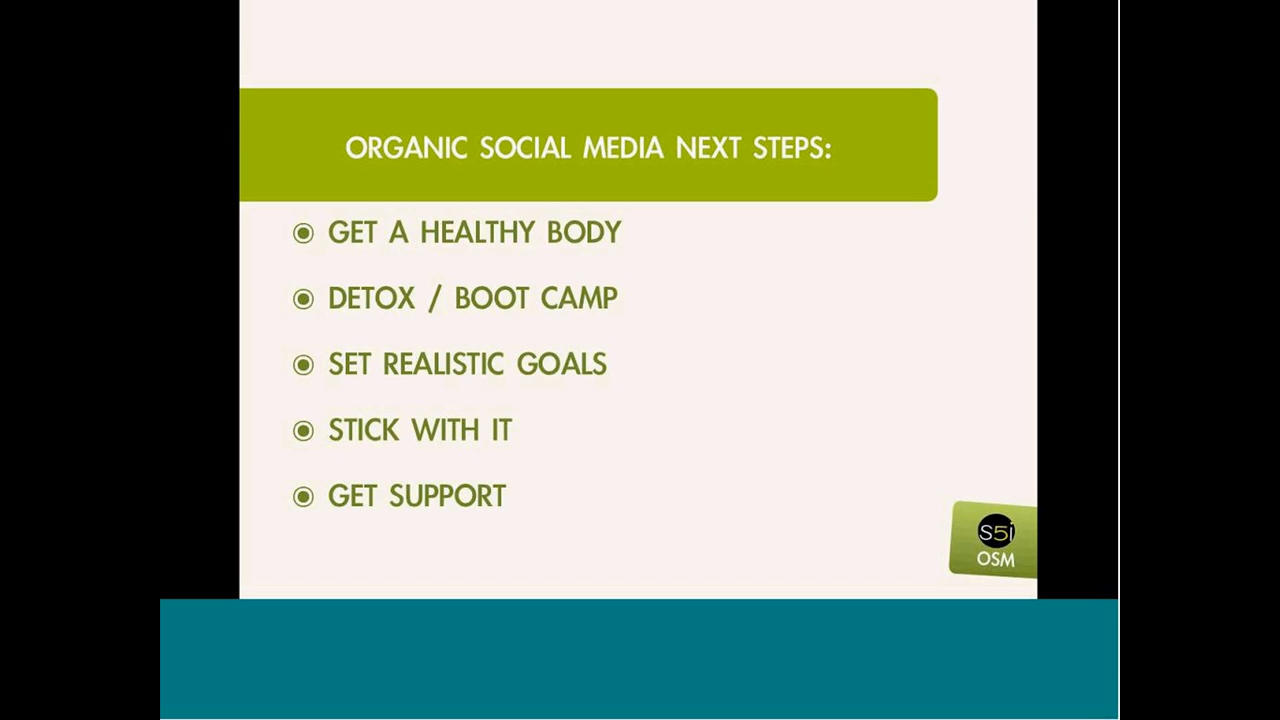 ORGANIC SOCIAL MEDIA NEXT STEPS:
GET A HEALTHY BODY
DETOX / BOOT CAMP
SET REALISTIC GOALS
STICK WITH IT
GET SUPPORT
S5i
OSM